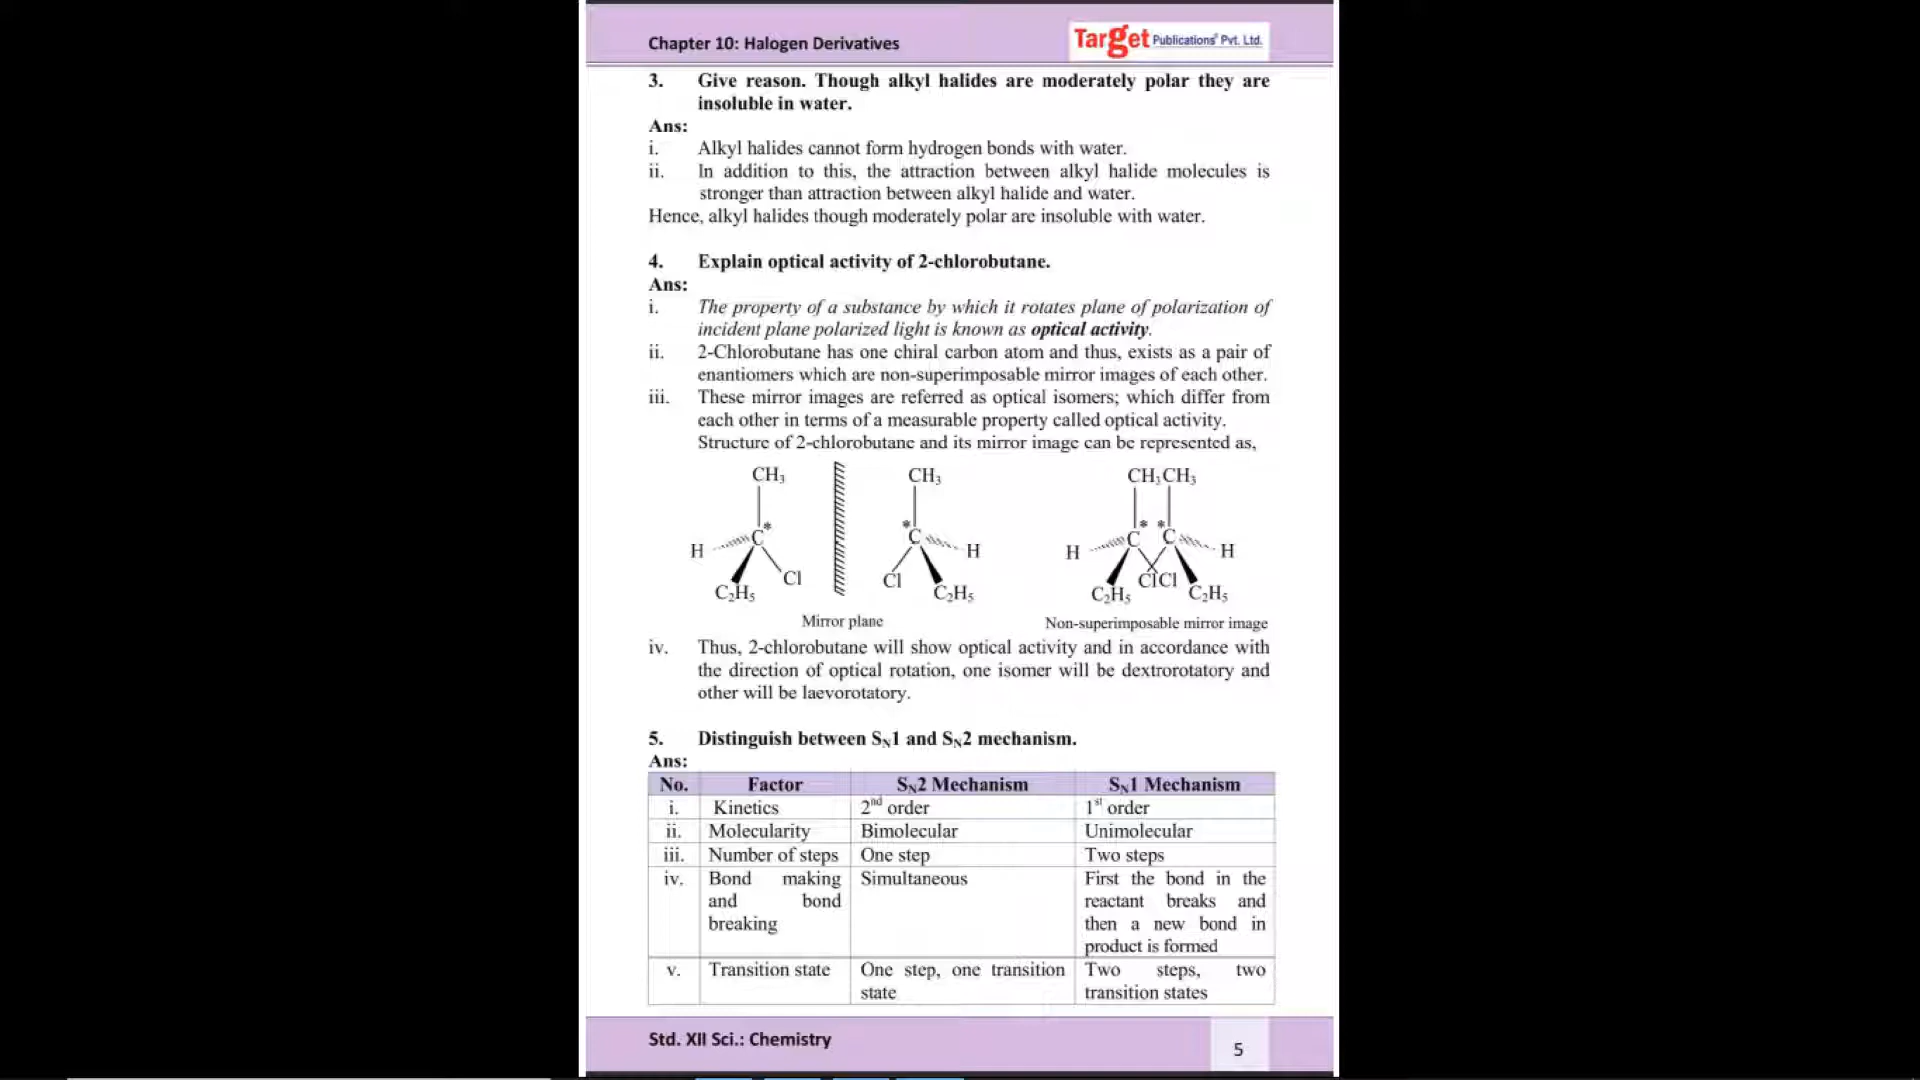 Chapter 10: Halogen Derivatives
Target Publications' Pvt. Ltd.
3. Give reason. Though alkyl halides are moderately polar they are
insoluble in water.
Ans:
i. Alkyl halides cannot form hydrogen bonds with water.
ii. In addition to this, the attraction between alkyl halide molecules is
stronger than attraction between alkyl halide and water.
Hence, alkyl halides though moderately polar are insoluble with water.
4. Explain optical activity of 2-chlorobutane.
Ans:
i. The property of a substance by which it rotates plane of polarization of
incident plane polarized light is known as optical activity.
ii. 2-Chlorobutane has one chiral carbon atom and thus, exists as a pair of
enantiomers which are non-superimposable mirror images of each other.
iii. These mirror images are referred as optical isomers; which differ from
each other in terms of a measurable property called optical activity.
Structure of 2-chlorobutane and its mirror image can be represented as,
CH₃ CH₃ CH₃CH₃
* * * *
C C C C
H H H H
Cl Cl ClCl
C₂H₅ C₂H₅ C₂H₅ C₂H₅
Mirror plane Non-superimposable mirror image
iv. Thus, 2-chlorobutane will show optical activity and in accordance with
the direction of optical rotation, one isomer will be dextrorotatory and
other will be laevorotatory.
5. Distinguish between SN1 and SN2 mechanism.
Ans:
No. Factor SN2 Mechanism SN1 Mechanism
i. Kinetics 2nd order 1st order
ii. Molecularity Bimolecular Unimolecular
iii. Number of steps One step Two steps
iv. Bond making Simultaneous First the bond in the
and bond reactant breaks and
breaking then a new bond in
product is formed
v. Transition state One step, one transition Two steps, two
state transition states
Std. XII Sci.: Chemistry
5